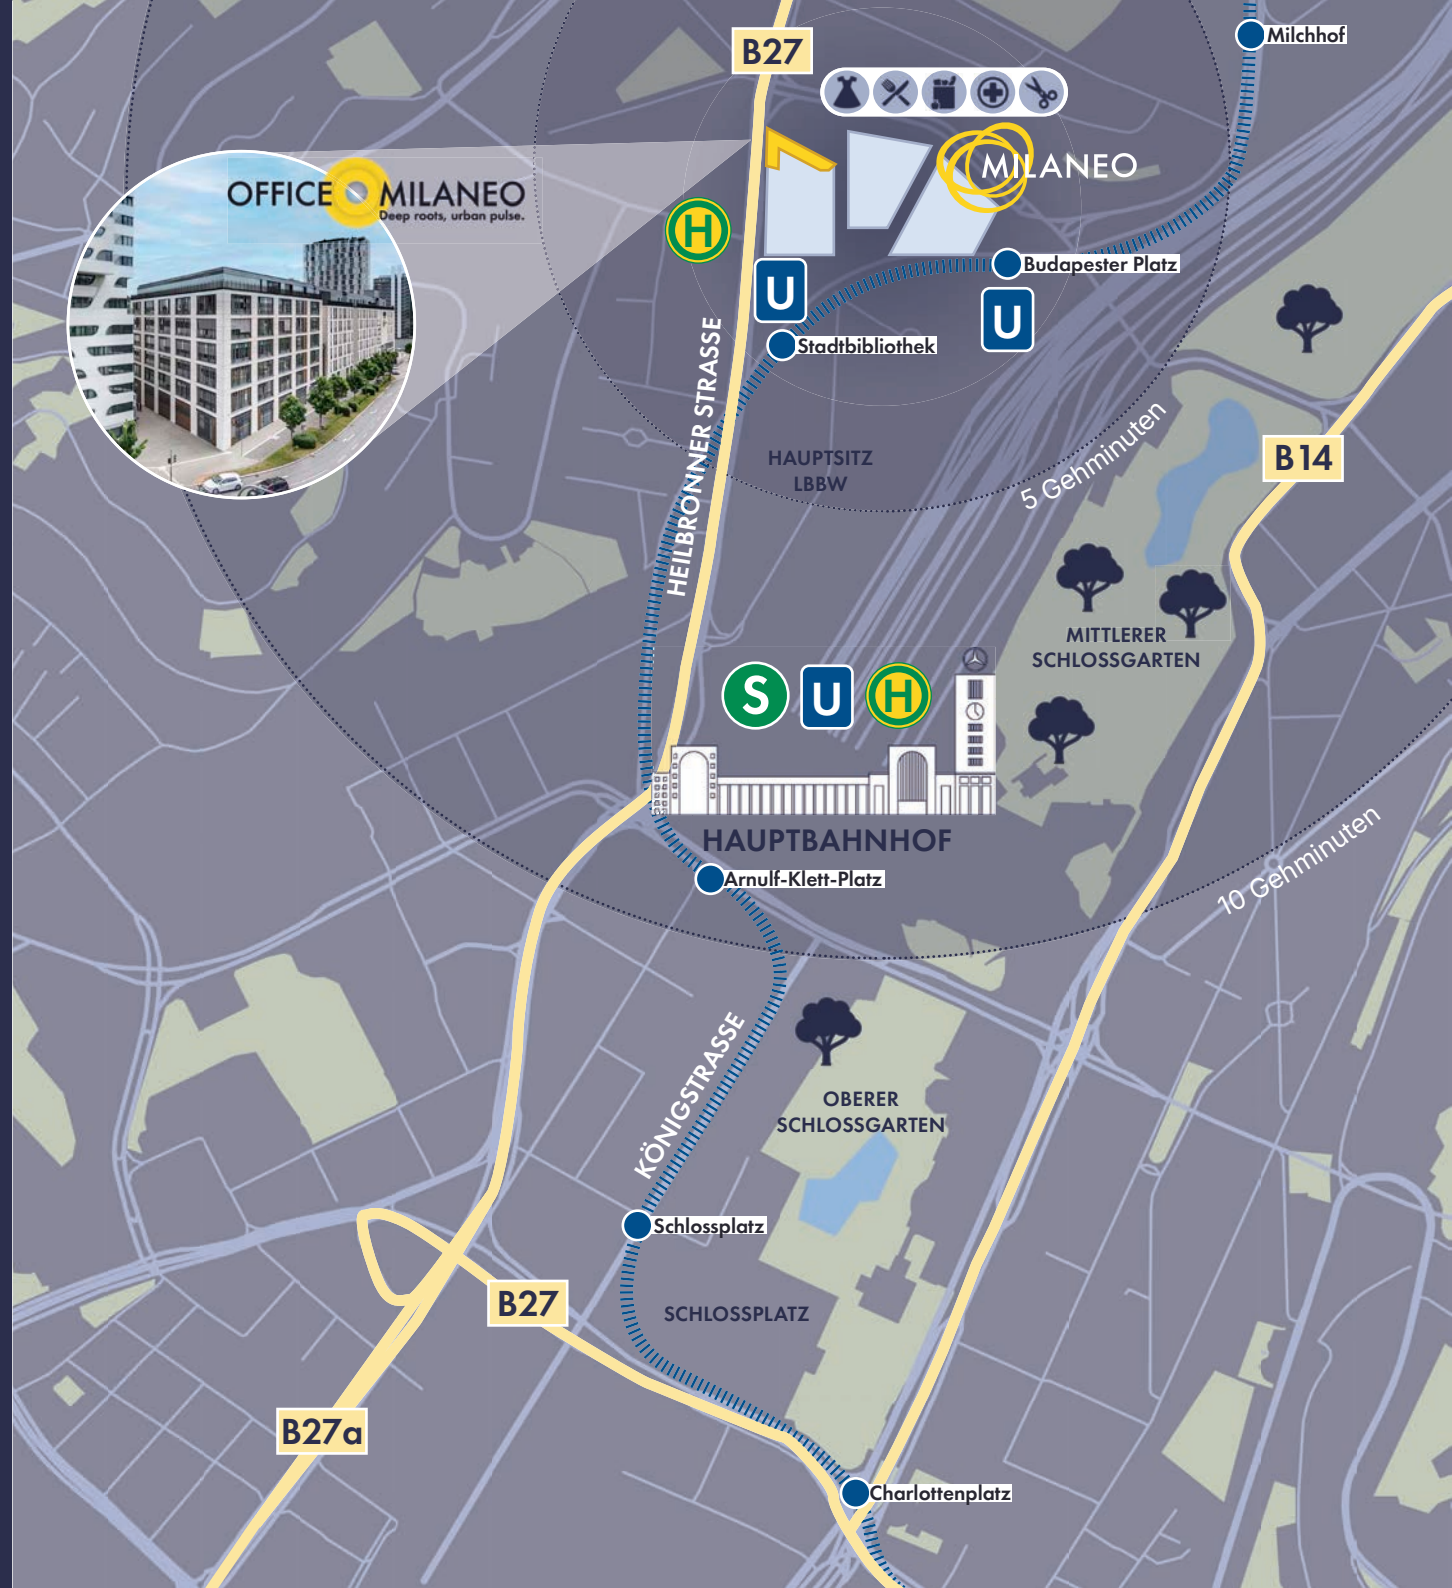 Milchhof
B27
MILANEO
OFFICE MILANEO
Deep roots, urban pulse.
H
Budapester Platz
U
U
Stadtbibliothek
HEILBRONNER STRASSE
5 Gehminuten
B14
HAUPTSITZ
LBBW
MITTLERER
SCHLOSSGARTEN
S
U
H
HAUPTBAHNHOF
10 Gehminuten
Arnulf-Klett-Platz
KÖNIGSTRASSE
OBERER
SCHLOSSGARTEN
Schlossplatz
B27
SCHLOSSPLATZ
B27a
Charlottenplatz